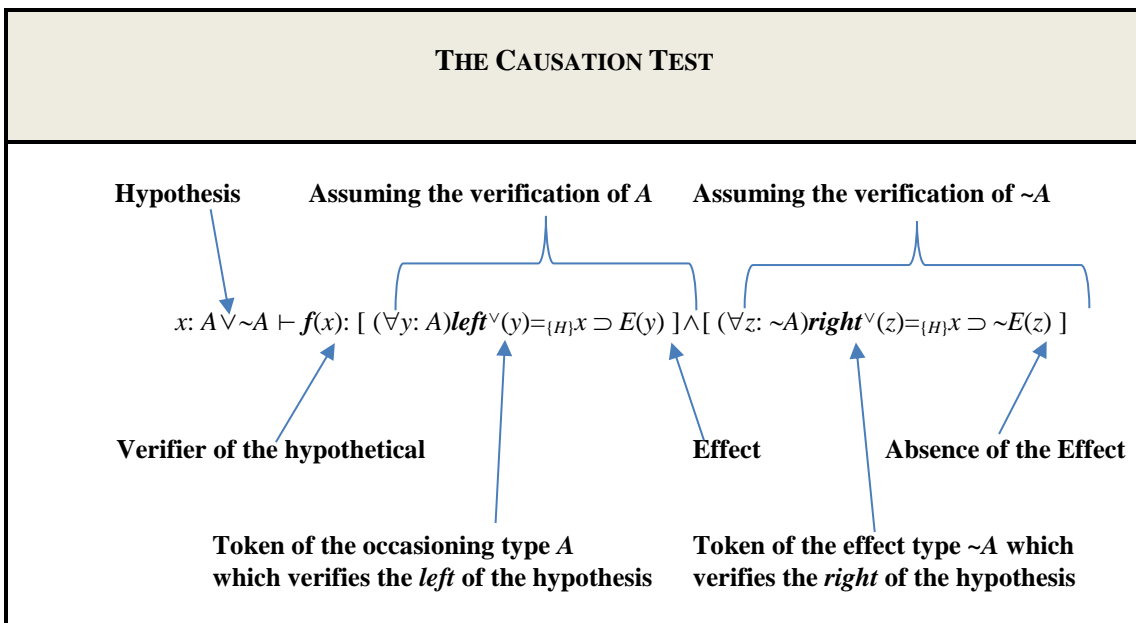 THE CAUSATION TEST
Hypothesis Assuming the verification of A Assuming the verification of ~A
x: A∨~A ⊢ f(x): [ (∀y: A)left^∨(y)=_{H}x ⊃ E(y) ]∧[ (∀z: ~A)right^∨(z)=_{H}x ⊃ ~E(z) ]
Verifier of the hypothetical Effect Absence of the Effect
Token of the occasioning type A Token of the effect type ~A which
which verifies the left of the hypothesis verifies the right of the hypothesis